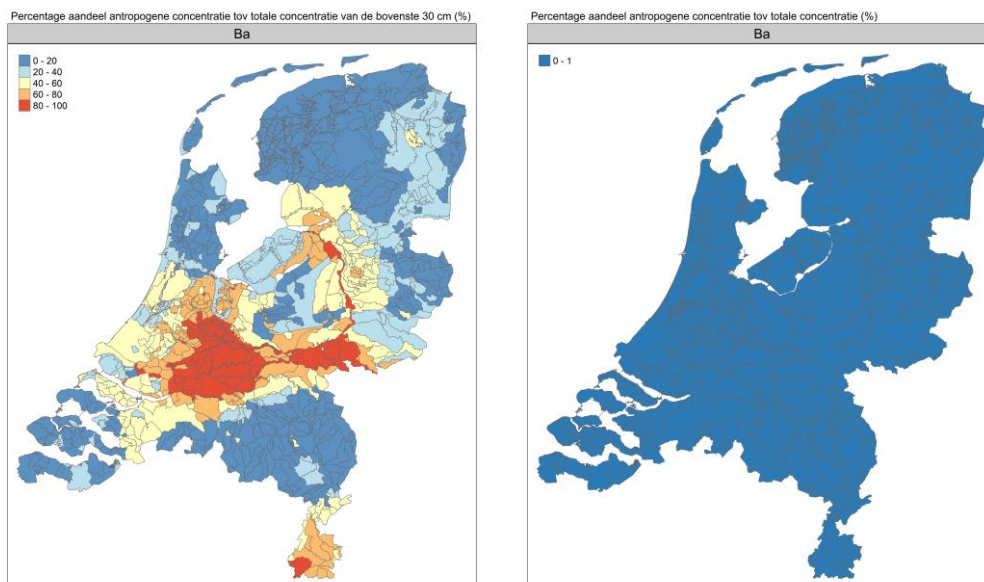 Percentage aandeel antropogene concentratie tov totale concentratie van de bovenste 30 cm (%)
Ba
0 - 20
20 - 40
40 - 60
60 - 80
80 - 100
Percentage aandeel antropogene concentratie tov totale concentratie (%)
Ba
0 - 1